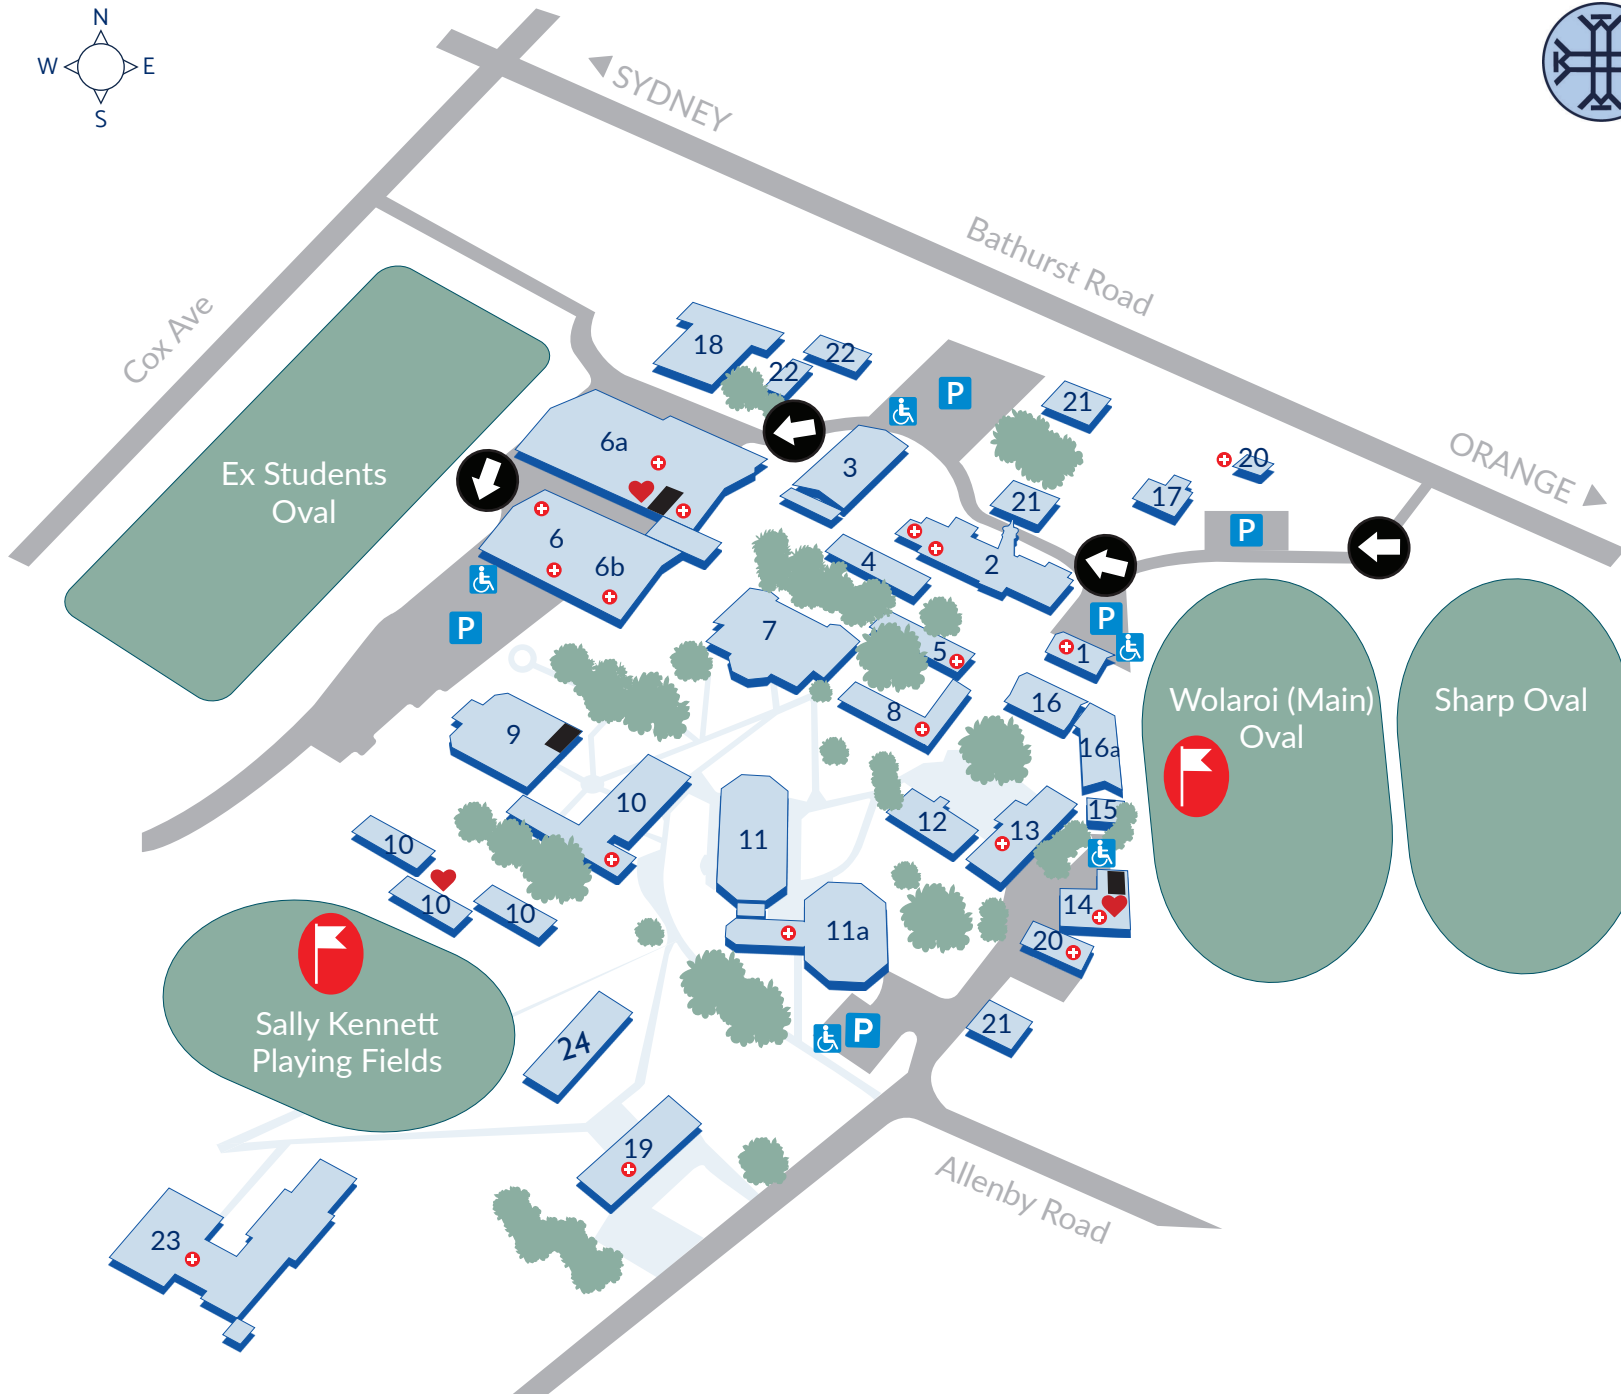 N
W E
S
SYDNEY
Bathurst Road
Cox Ave
ORANGE
18
22
22
P
21
6a
3
20
17
21
P
Ex Students
Oval
6
6b
4
2
P
P
7
5
1
Wolaroi (Main)
Oval
Sharp Oval
8
16
16a
9
10
11
12
13
15
10
10
10
14
11a
20
Sally Kennett
Playing Fields
24
P
21
19
Allenby Road
23